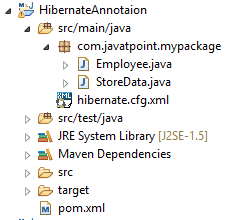 HibernateAnnotaion
src/main/java
com.javatpoint.mypackage
Employee.java
StoreData.java
hibernate.cfg.xml
src/test/java
JRE System Library [J2SE-1.5]
Maven Dependencies
src
target
pom.xml